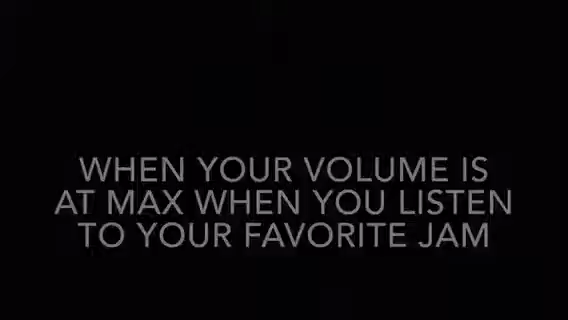 WHEN YOUR VOLUME IS
AT MAX WHEN YOU LISTEN
TO YOUR FAVORITE JAM